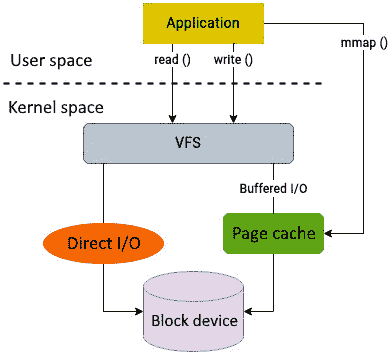 Application
mmap ()
User space
read ()
write ()
Kernel space
VFS
Buffered I/O
Direct I/O
Page cache
Block device